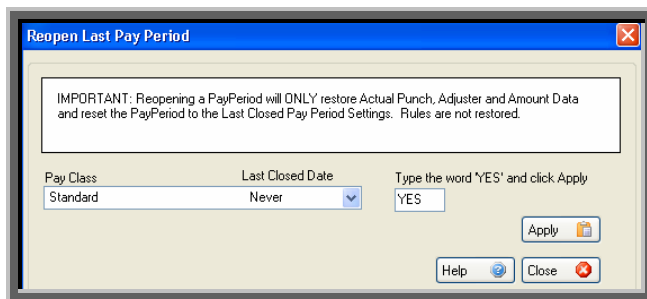 Reopen Last Pay Period
IMPORTANT: Reopening a PayPeriod will ONLY restore Actual Punch, Adjuster and Amount Data
and reset the PayPeriod to the Last Closed Pay Period Settings. Rules are not restored.
Pay Class Last Closed Date Type the word 'YES' and click Apply
Standard Never YES
Apply
Help Close